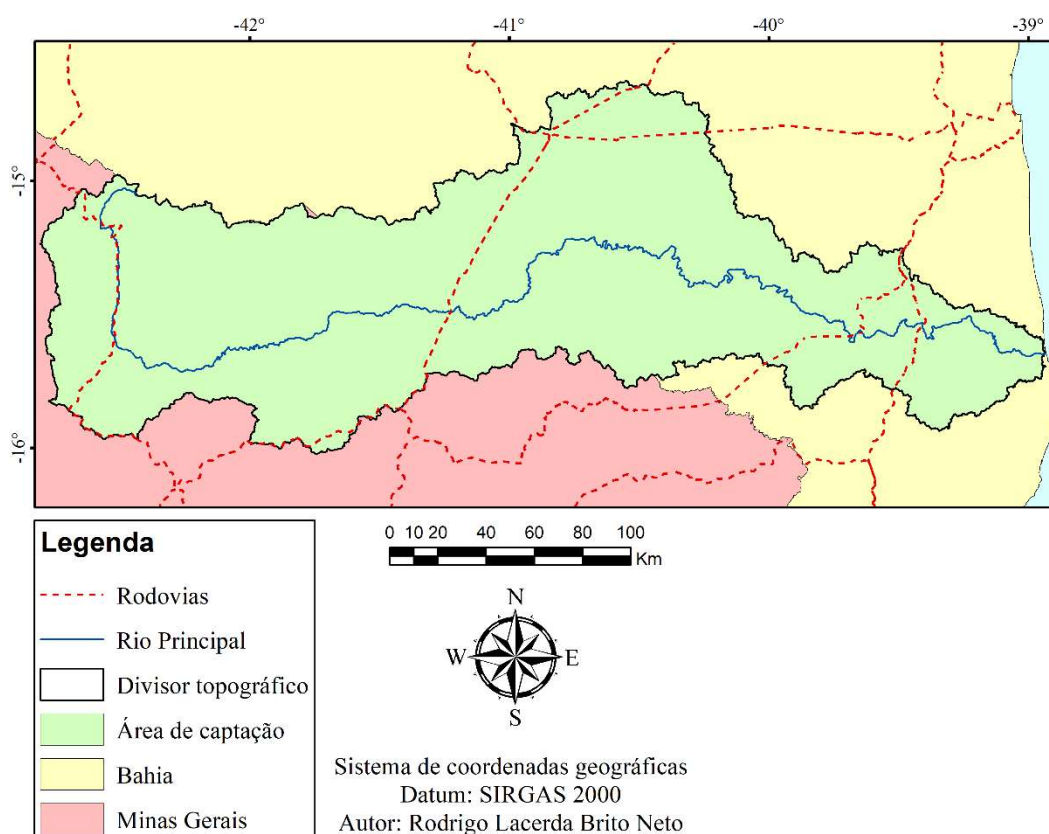 -42 -41 -40 -39
-15
-16
Legenda
Rodovias
Rio Principal
Divisor topográfico
Área de captação
Bahia
Minas Gerais
0 10 20 40 60 80 100
Km
N
W E
S
Sistema de coordenadas geográficas
Datum: SIRGAS 2000
Autor: Rodrigo Lacerda Brito Neto